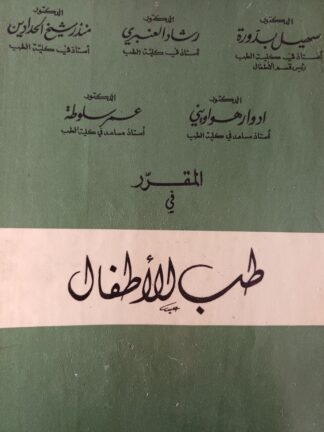 الدكتور
سهيل بدورة
أستاذ في كلية الطب
رئيس قسم الأطفال
الدكتور
رشاد العنبري
أستاذ في كلية الطب
الدكتور
منذر شيخ الحدادين
أستاذ في كلية الطب
الدكتور
ادوار هواويني
أستاذ مساعد في كلية الطب
الدكتور
عمر سلوطة
أستاذ مساعد في كلية الطب
المقرّر
في
طب الأطفال